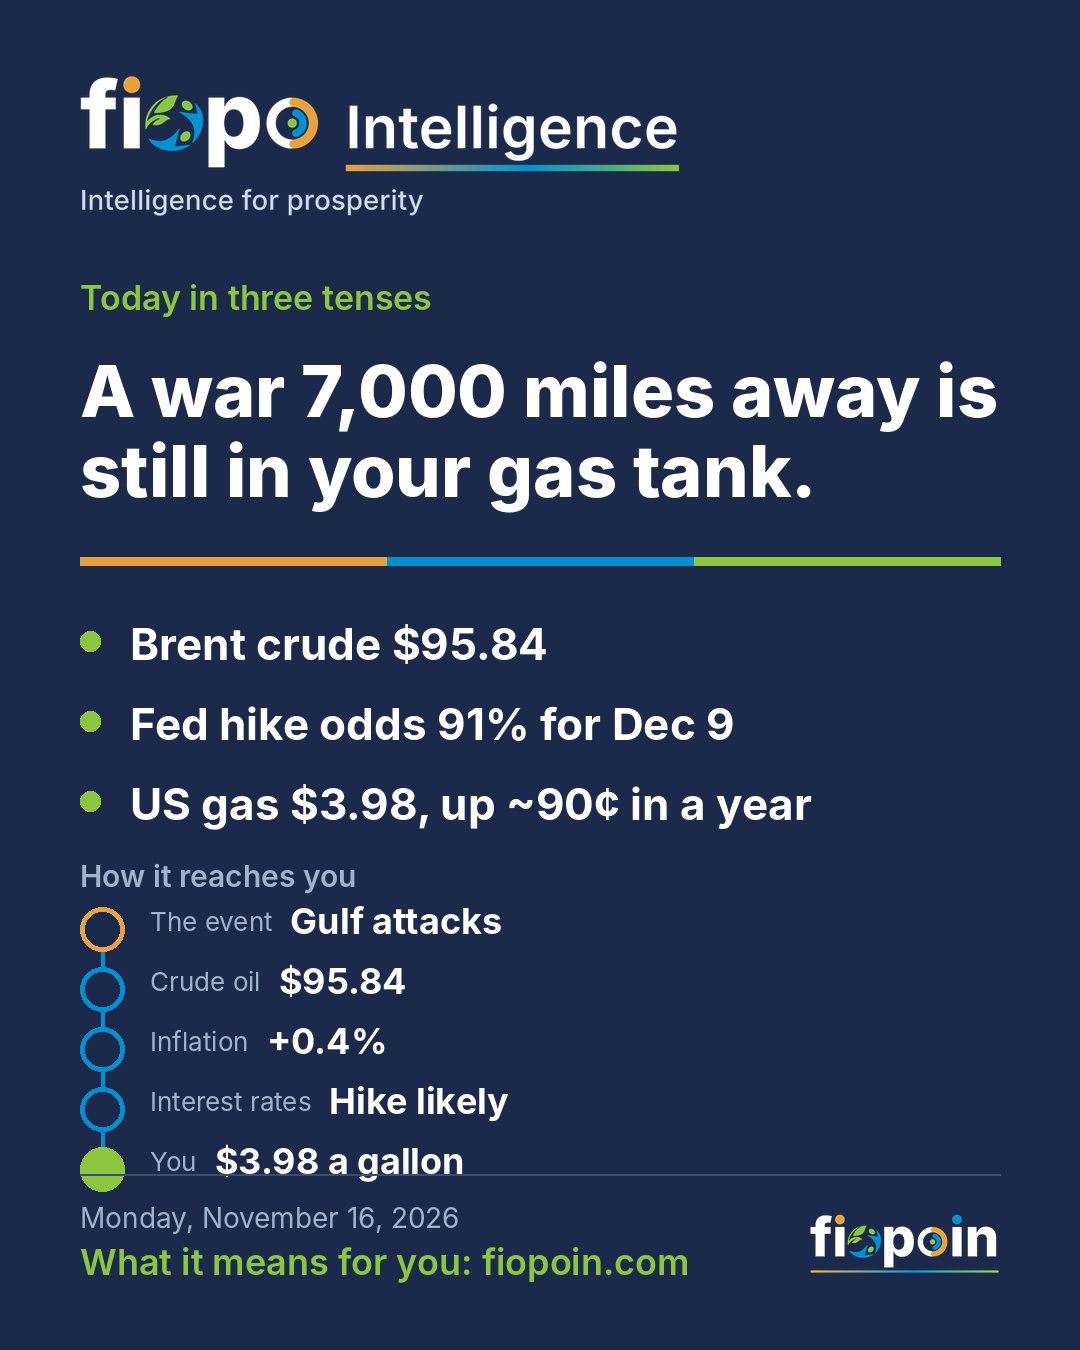 fiopo Intelligence
Intelligence for prosperity
Today in three tenses
A war 7,000 miles away is
still in your gas tank.
Brent crude $95.84
Fed hike odds 91% for Dec 9
US gas $3.98, up ~90¢ in a year
How it reaches you
The event Gulf attacks
Crude oil $95.84
Inflation +0.4%
Interest rates Hike likely
You $3.98 a gallon
Monday, November 16, 2026
What it means for you: fiopoin.com
fiopoin